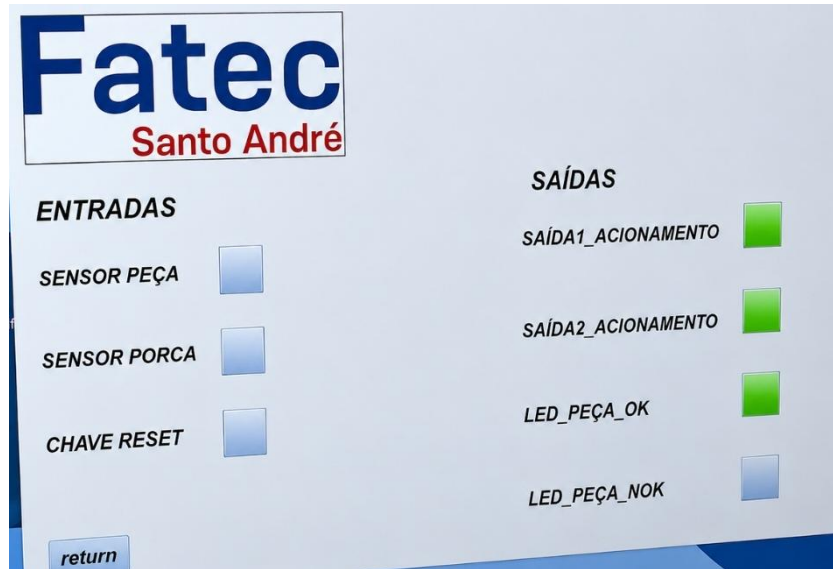 Fatec
Santo André
ENTRADAS
SENSOR PEÇA
SENSOR PORCA
CHAVE RESET
return
SAÍDAS
SAÍDA1_ACIONAMENTO
SAÍDA2_ACIONAMENTO
LED_PEÇA_OK
LED_PEÇA_NOK